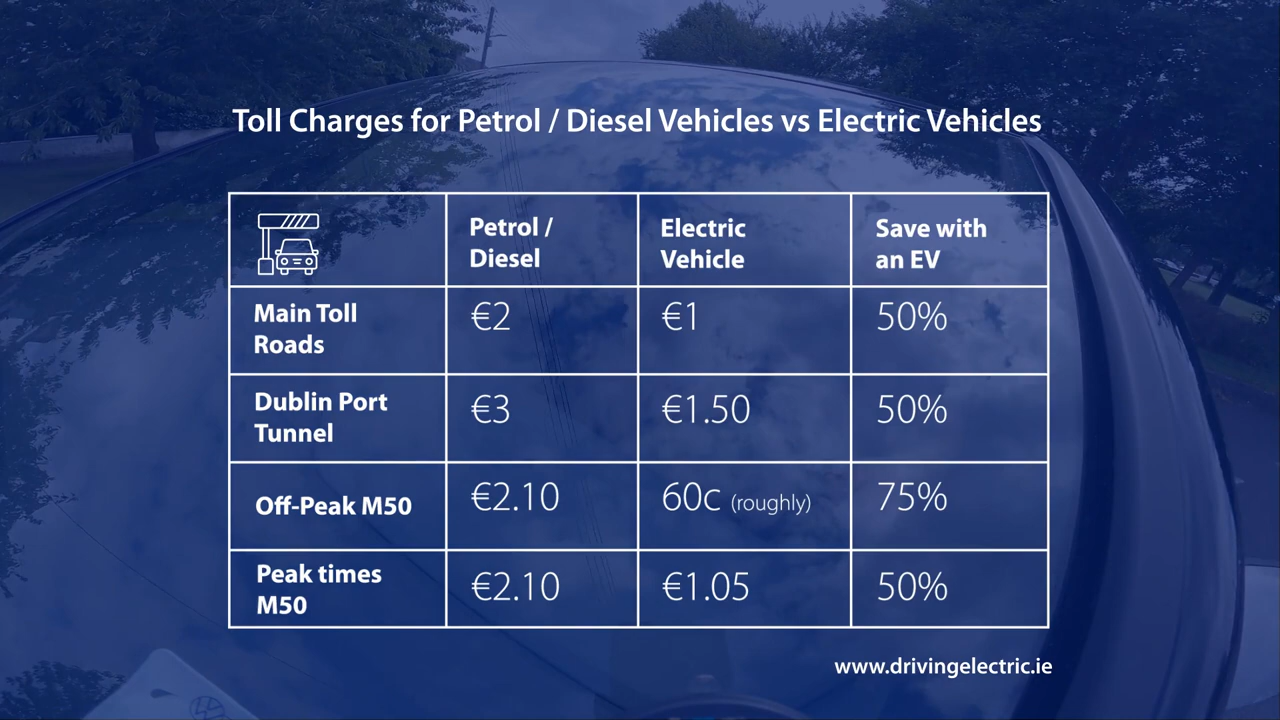 Toll Charges for Petrol / Diesel Vehicles vs Electric Vehicles
Petrol /
Diesel
Electric
Vehicle
Save with
an EV
Main Toll
Roads
€2
€1
50%
Dublin Port
Tunnel
€3
€1.50
50%
Off-Peak M50
€2.10
60c (roughly)
75%
Peak times
M50
€2.10
€1.05
50%
www.drivingelectric.ie